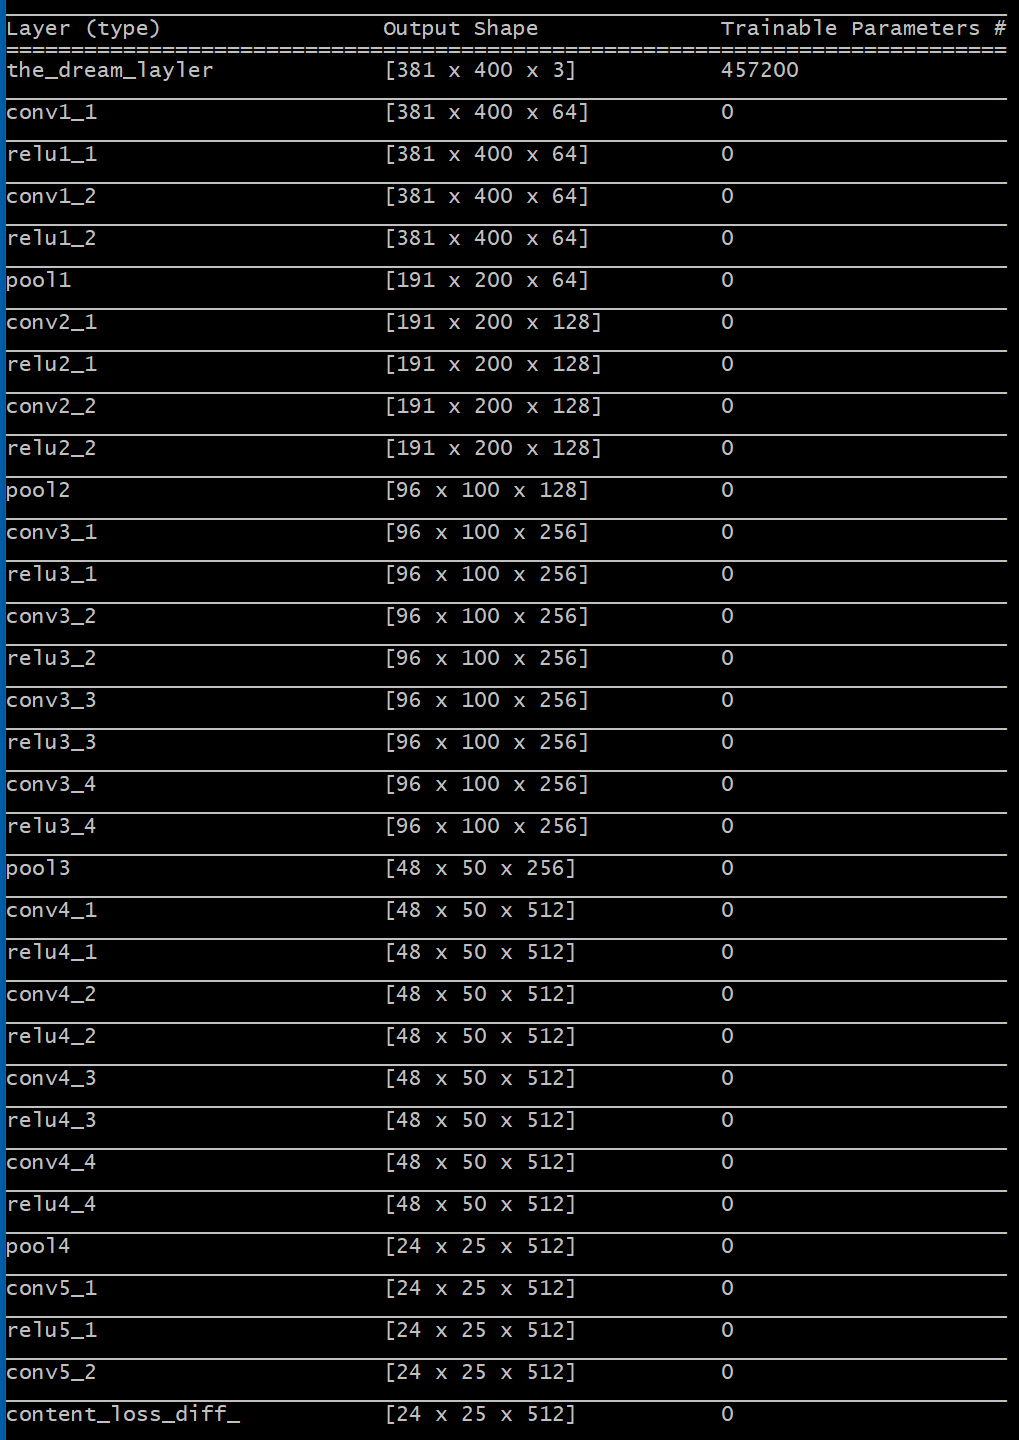 Layer (type) Output Shape Trainable Parameters #
==============================================================================
the_dream_layler [381 x 400 x 3] 457200
conv1_1 [381 x 400 x 64] 0
relu1_1 [381 x 400 x 64] 0
conv1_2 [381 x 400 x 64] 0
relu1_2 [381 x 400 x 64] 0
pool1 [191 x 200 x 64] 0
conv2_1 [191 x 200 x 128] 0
relu2_1 [191 x 200 x 128] 0
conv2_2 [191 x 200 x 128] 0
relu2_2 [191 x 200 x 128] 0
pool2 [96 x 100 x 128] 0
conv3_1 [96 x 100 x 256] 0
relu3_1 [96 x 100 x 256] 0
conv3_2 [96 x 100 x 256] 0
relu3_2 [96 x 100 x 256] 0
conv3_3 [96 x 100 x 256] 0
relu3_3 [96 x 100 x 256] 0
conv3_4 [96 x 100 x 256] 0
relu3_4 [96 x 100 x 256] 0
pool3 [48 x 50 x 256] 0
conv4_1 [48 x 50 x 512] 0
relu4_1 [48 x 50 x 512] 0
conv4_2 [48 x 50 x 512] 0
relu4_2 [48 x 50 x 512] 0
conv4_3 [48 x 50 x 512] 0
relu4_3 [48 x 50 x 512] 0
conv4_4 [48 x 50 x 512] 0
relu4_4 [48 x 50 x 512] 0
pool4 [24 x 25 x 512] 0
conv5_1 [24 x 25 x 512] 0
relu5_1 [24 x 25 x 512] 0
conv5_2 [24 x 25 x 512] 0
content_loss_diff_ [24 x 25 x 512] 0